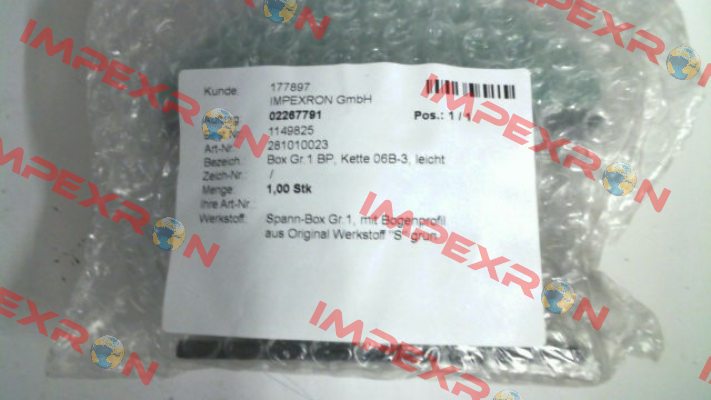 IMPEXRON
IMPEXRON
Kunde: 177897
IMPEXRON GmbH
Auftrag: 02267791 Pos.: 1 / 1
1149825
Art-Nr.: 281010023
Bezeich. Box Gr.1 BP, Kette 06B-3, leicht
Zeich-Nr.: /
Menge: 1,00 Stk
Ihre Art-Nr.:
Werkstoff: Spann-Box Gr.1, mit Bogenprofil
aus Original Werkstoff "S" grün
IMPEXRON
IMPEXRON
IMPEXRON
IMPEXRON